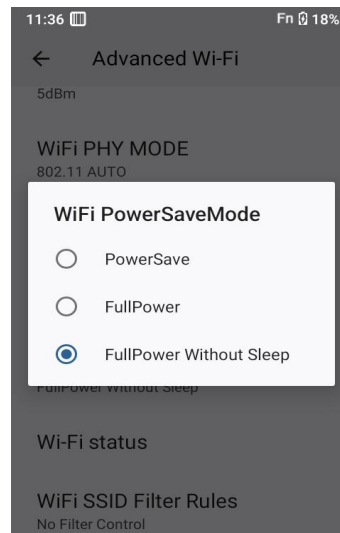 11:36 Fn 18%
Advanced Wi-Fi
5dBm
WiFi PHY MODE
802.11 AUTO
WiFi PowerSaveMode
PowerSave
FullPower
FullPower Without Sleep
FullPower Without Sleep
Wi-Fi status
WiFi SSID Filter Rules
No Filter Control